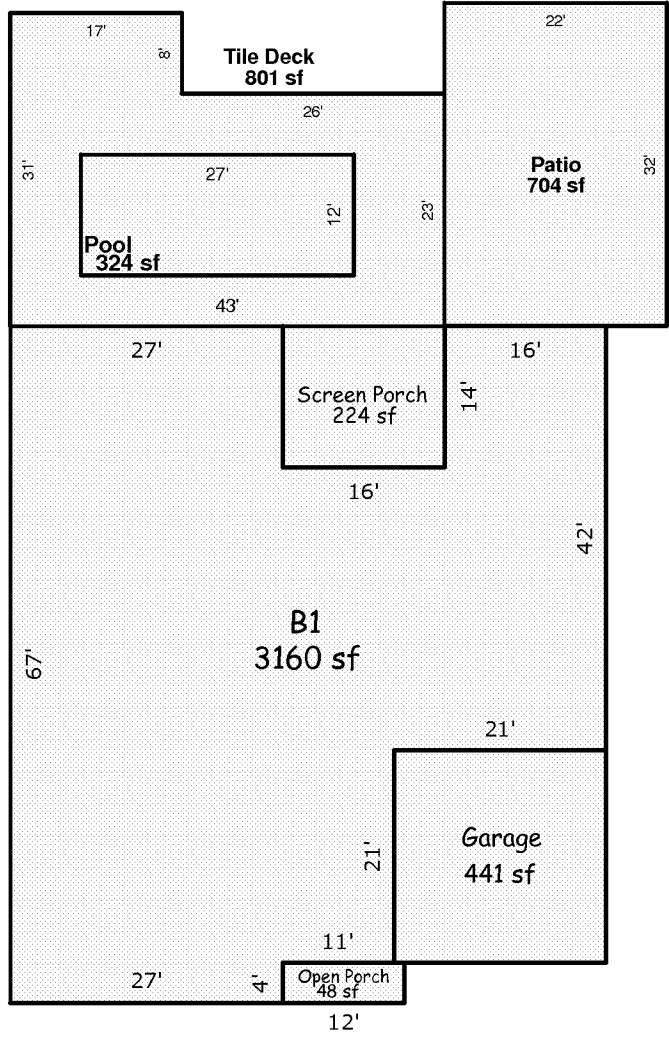 22'
17'
8'
Tile Deck
801 sf
26'
31'
27'
Patio
704 sf
32'
12'
23'
Pool
324 sf
43'
27'
16'
Screen Porch
224 sf
14'
16'
42'
B1
3160 sf
67'
21'
Garage
441 sf
21'
11'
27'
4'
Open Porch
48 sf
12'